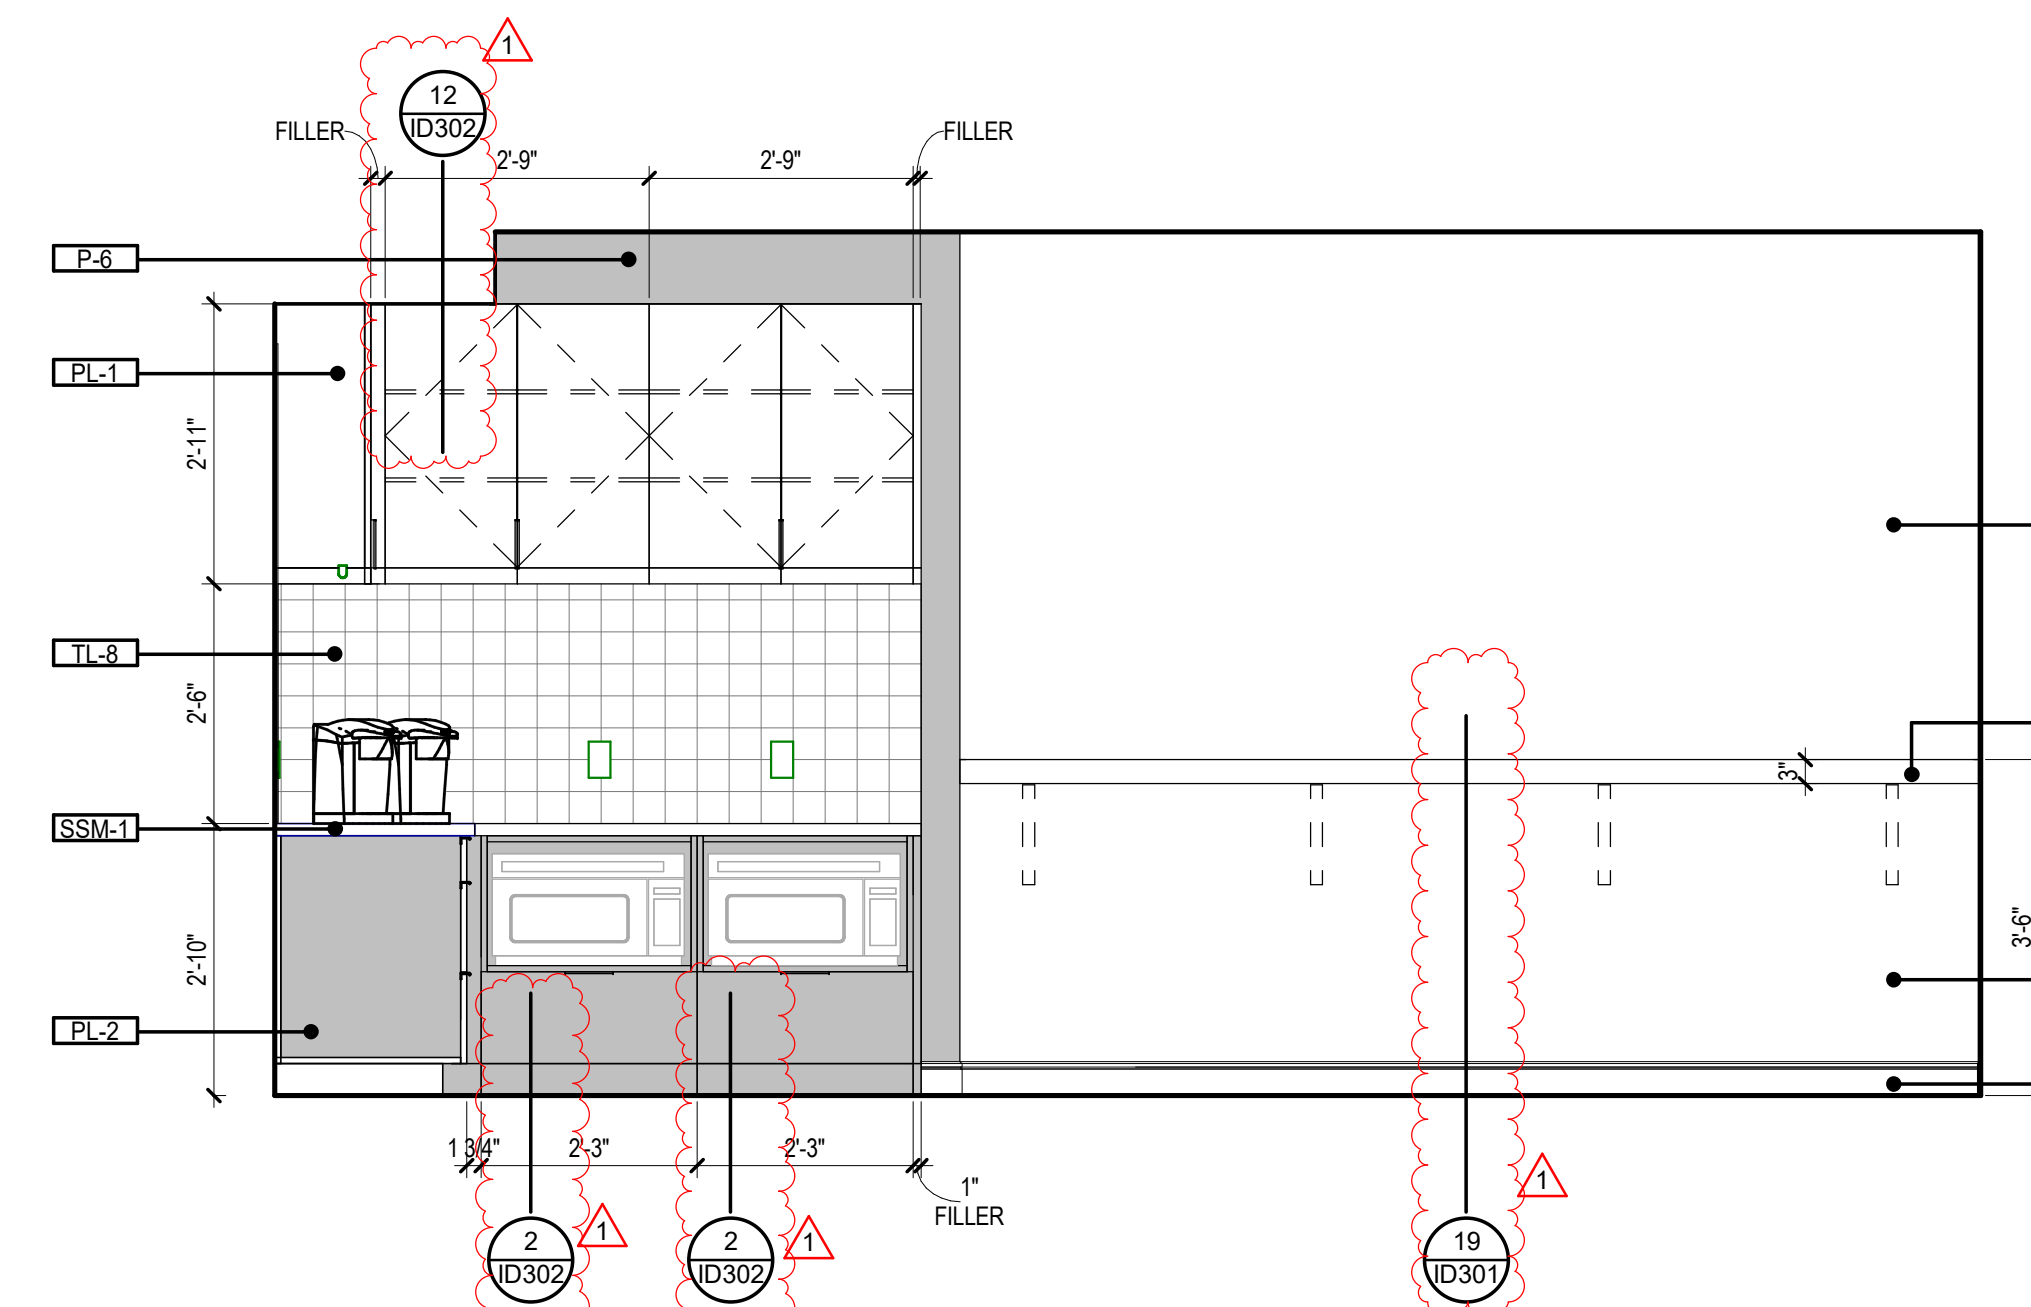 1
12
ID302
FILLER
FILLER
2'-9"
2'-9"
P-6
PL-1
2'-11"
TL-8
2'-6"
3"
SSM-1
3'-6"
2'-10"
PL-2
1 3/4"
2'-3"
2'-3"
1"
FILLER
1
2
ID302
1
2
ID302
1
19
ID301